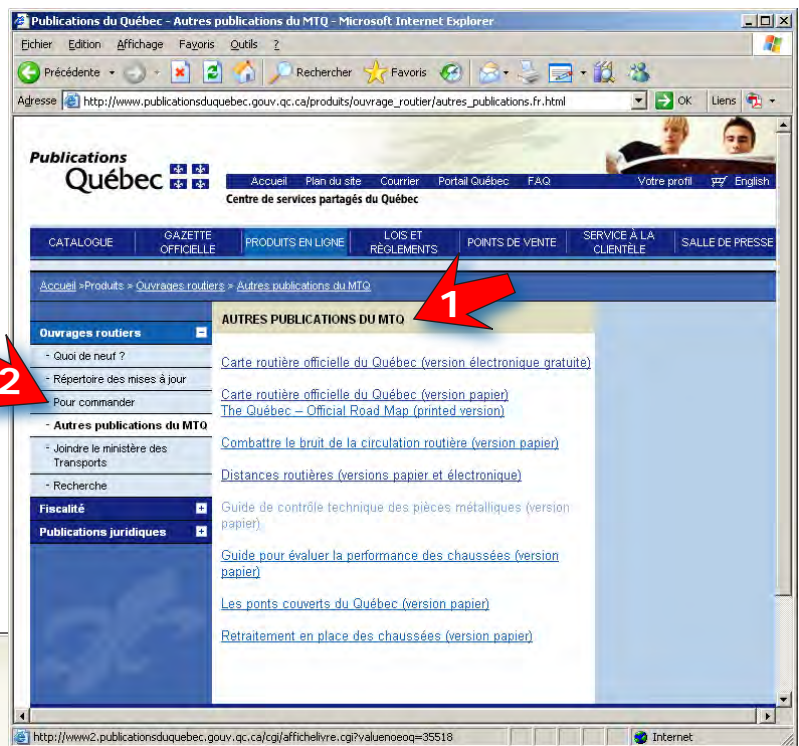 Publications du Québec - Autres publications du MTQ - Microsoft Internet Explorer
Fichier Edition Affichage Favoris Outils ?
Précédente Rechercher Favoris
Adresse http://www.publicationsduquebec.gouv.qc.ca/produits/ouvrage_routier/autres_publications.fr.html OK Liens
Publications
Québec
Accueil Plan du site Courrier Portail Québec FAQ Votre profil English
Centre de services partagés du Québec
CATALOGUE
GAZETTE
OFFICIELLE
PRODUITS EN LIGNE
LOIS ET
RÈGLEMENTS
POINTS DE VENTE
SERVICE À LA
CLIENTÈLE
SALLE DE PRESSE
Accueil >Produits > Ouvrages routiers > Autres publications du MTQ
1
2
Ouvrages routiers
- Quoi de neuf ?
- Répertoire des mises à jour
- Pour commander
- Autres publications du MTQ
- Joindre le ministère des
Transports
- Recherche
Fiscalité
Publications juridiques
AUTRES PUBLICATIONS DU MTQ
Carte routière officielle du Québec (version électronique gratuite)
Carte routière officielle du Québec (version papier)
The Québec – Official Road Map (printed version)
Combattre le bruit de la circulation routière (version papier)
Distances routières (versions papier et électronique)
Guide de contrôle technique des pièces métalliques (version
papier)
Guide pour évaluer la performance des chaussées (version
papier)
Les ponts couverts du Québec (version papier)
Retraitement en place des chaussées (version papier)
http://www2.publicationsduquebec.gouv.qc.ca/cgi/affichelivre.cgi?valuenoeoq=35518 Internet